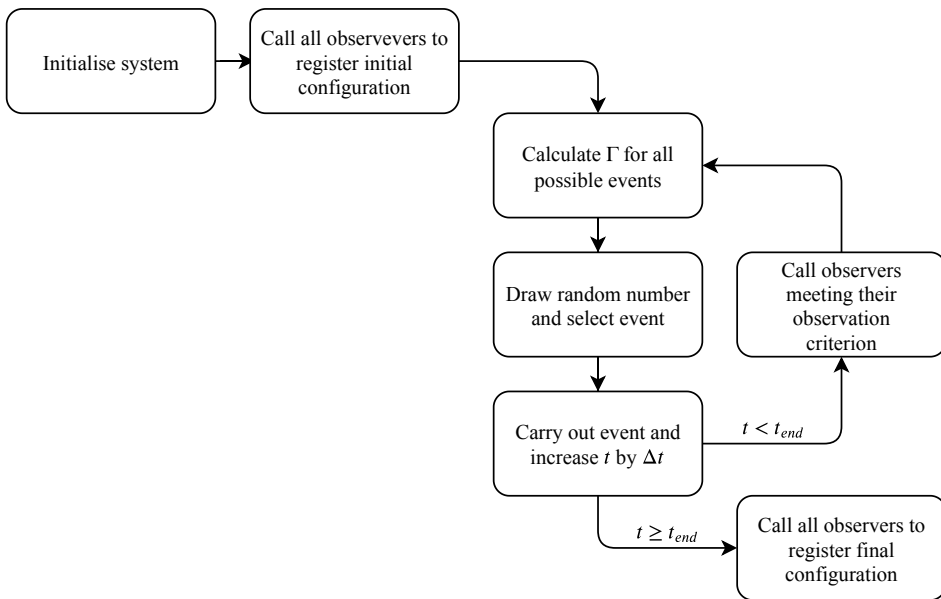 Initialise system
Call all obsevevers to
register initial
configuration
Calculate Γ for all
possible events
Draw random number
and select event
Call observers
meeting their
observation
criterion
Carry out event and
increase t by Δt
t < t_end
t ≥ t_end
Call all observers to
register final
configuration